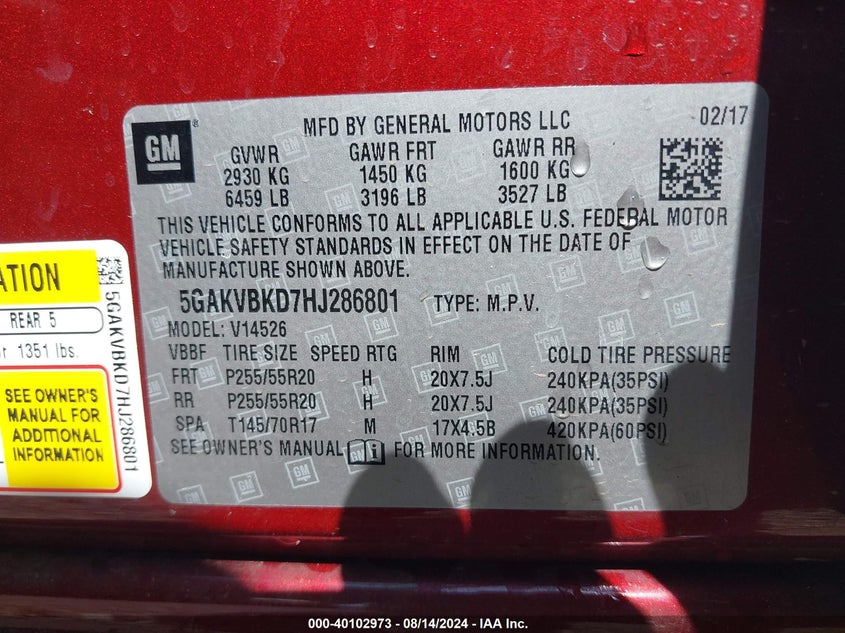 GM
MFD BY GENERAL MOTORS LLC
02/17
GVWR GAWR FRT GAWR RR
2930 KG 1450 KG 1600 KG
6459 LB 3196 LB 3527 LB
THIS VEHICLE CONFORMS TO ALL APPLICABLE U.S. FEDERAL MOTOR
VEHICLE SAFETY STANDARDS IN EFFECT ON THE DATE OF
MANUFACTURE SHOWN ABOVE.
5GAKVBKD7HJ286801 TYPE: M.P.V.
MODEL: V14526
VBBF TIRE SIZE SPEED RTG RIM COLD TIRE PRESSURE
FRT P255/55R20 H 20X7.5J 240KPA(35PSI)
RR P255/55R20 H 20X7.5J 240KPA(35PSI)
SPA T145/70R17 M 17X4.5B 420KPA(60PSI)
SEE OWNER'S MANUAL i FOR MORE INFORMATION.
REAR 5
1351 lbs.
SEE OWNER'S
MANUAL FOR
ADDITIONAL
INFORMATION
5GAKVBKD7HJ286801
000-40102973 - 08/14/2024 - IAA Inc.